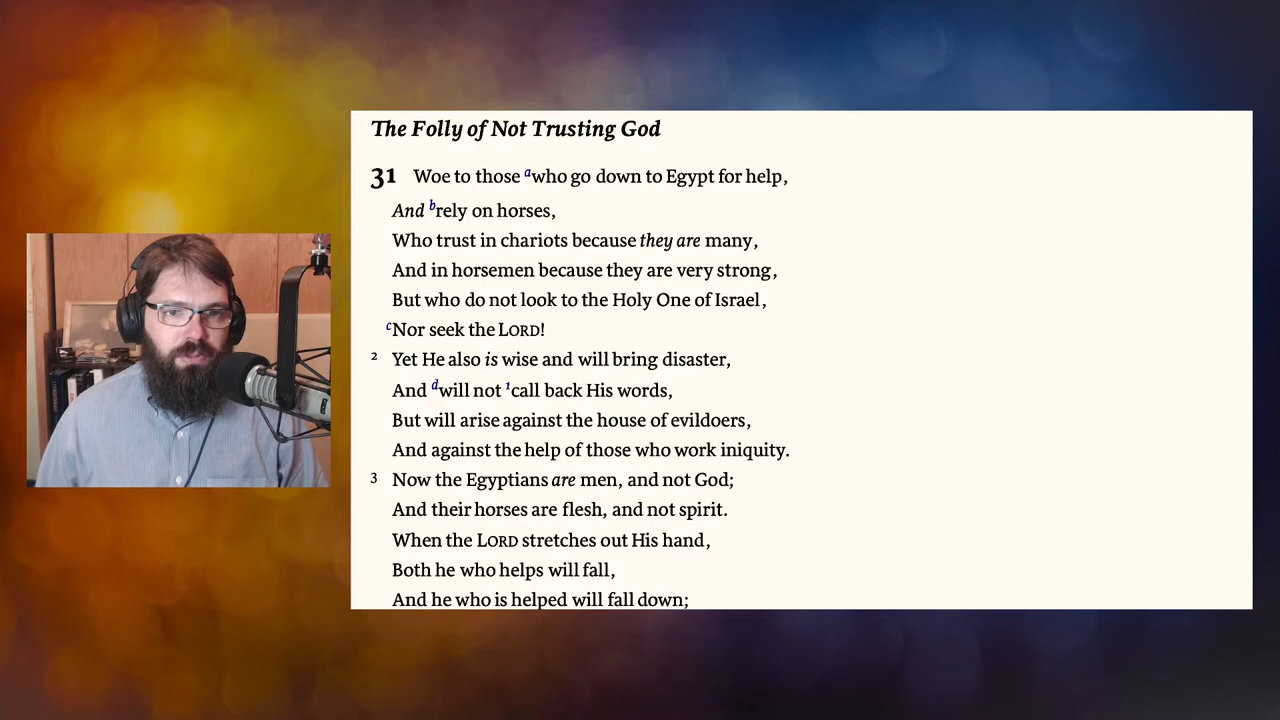 The Folly of Not Trusting God
31 Woe to those awho go down to Egypt for help,
And brely on horses,
Who trust in chariots because they are many,
And in horsemen because they are very strong,
But who do not look to the Holy One of Israel,
cNor seek the LORD!
2 Yet He also is wise and will bring disaster,
And dwill not 1call back His words,
But will arise against the house of evildoers,
And against the help of those who work iniquity.
3 Now the Egyptians are men, and not God;
And their horses are flesh, and not spirit.
When the LORD stretches out His hand,
Both he who helps will fall,
And he who is helped will fall down;